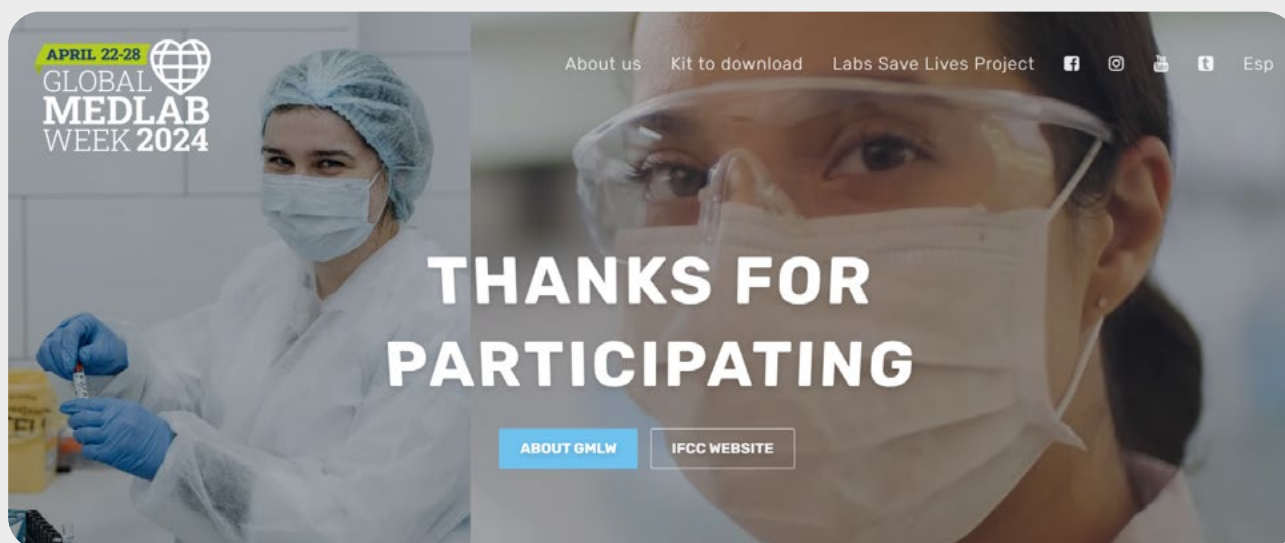 APRIL 22-28
GLOBAL
MEDLAB
WEEK 2024
About us Kit to download Labs Save Lives Project Esp
THANKS FOR
PARTICIPATING
ABOUT GMLW IFCC WEBSITE